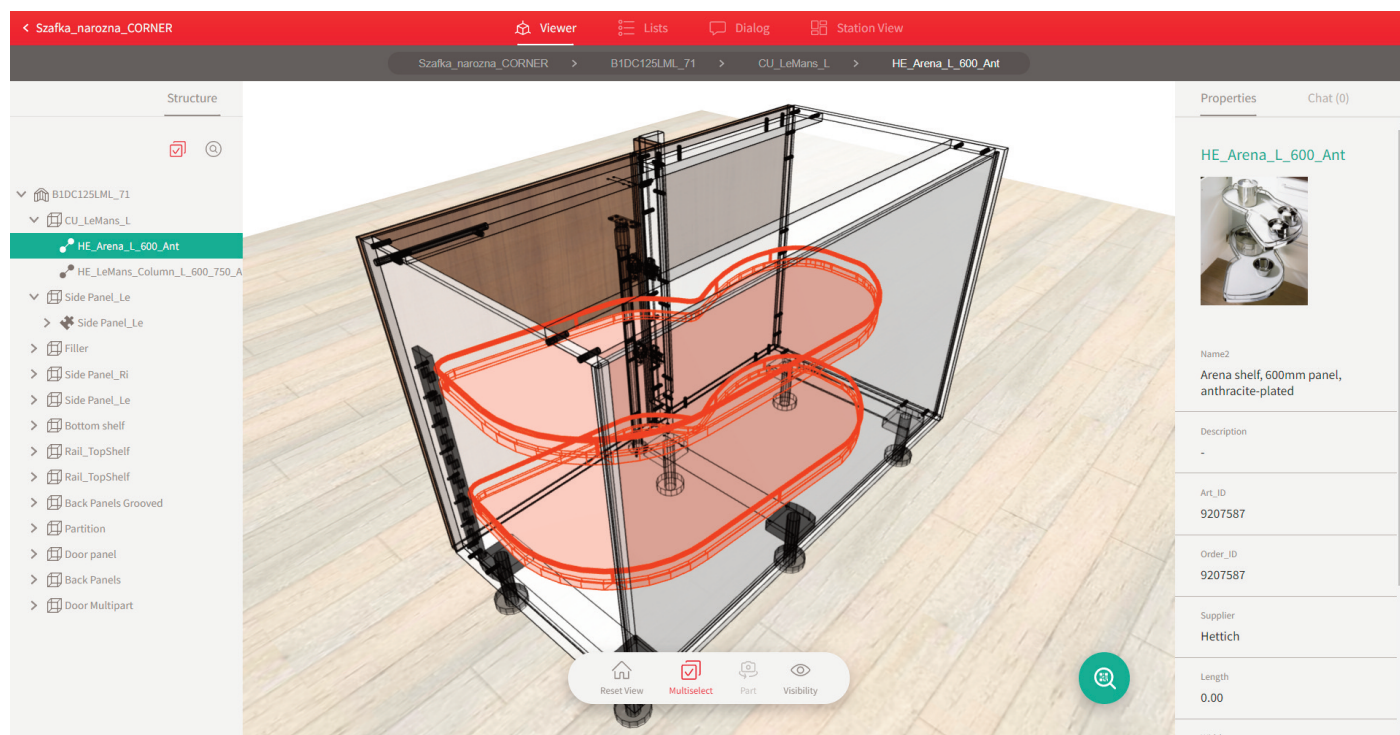 Szafka_narozna_CORNER
Viewer
Lists
Dialog
Station View
Szafka_narozna_CORNER > B1DC125LML_71 > CU_LeMans_L > HE_Arena_L_600_Ant
Structure
B1DC125LML_71
CU_LeMans_L
HE_Arena_L_600_Ant
HE_LeMans_Column_L_600_750_A
Side Panel_Le
Side Panel_Le
Filler
Side Panel_Ri
Side Panel_Le
Bottom shelf
Rail_TopShelf
Rail_TopShelf
Back Panels Grooved
Partition
Door panel
Back Panels
Door Multipart
Reset View
Multiselect
Part
Visibility
Properties
Chat (0)
HE_Arena_L_600_Ant
Name2
Arena shelf, 600mm panel,
anthracite-plated
Description
-
Art_ID
9207587
Order_ID
9207587
Supplier
Hettich
Length
0.00